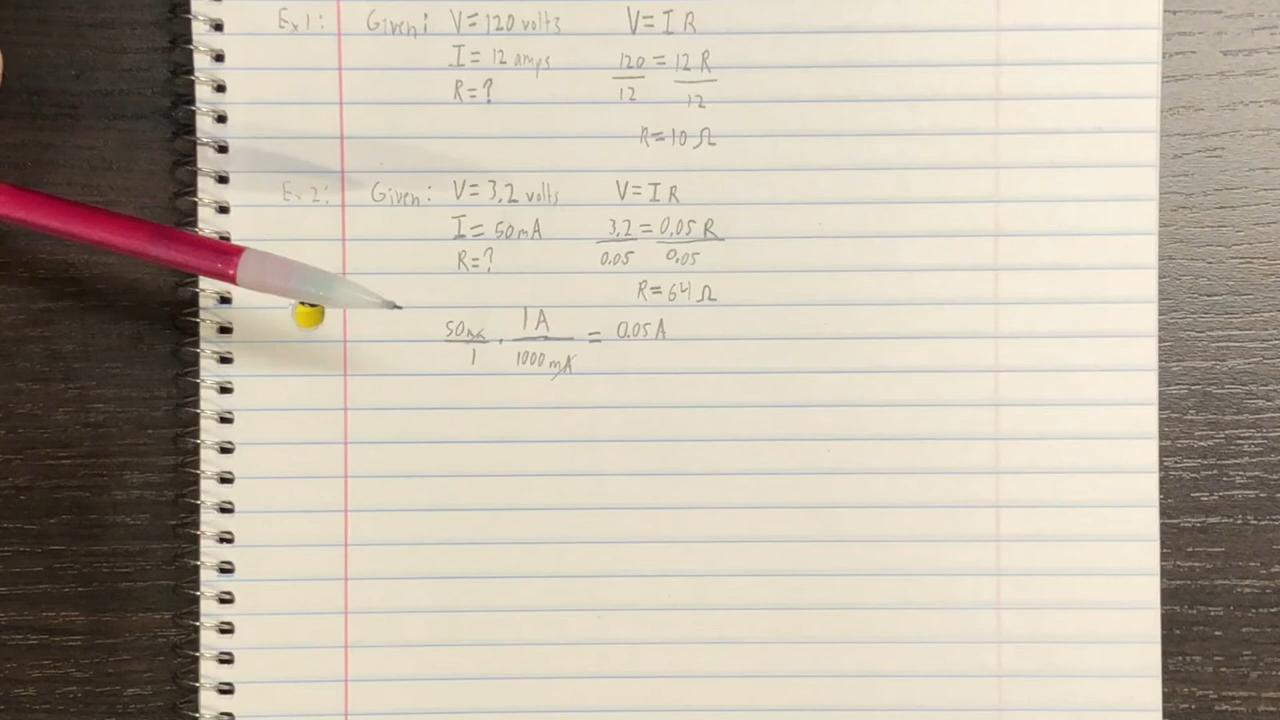 Ex 1: Given: V = 120 volts V = I R
I = 12 amps 120/12 = 12 R/12
R = ?
R = 10 Ω
Ex 2: Given: V = 3.2 volts V = I R
I = 50 mA 3.2/0.05 = 0.05 R/0.05
R = ?
R = 64 Ω
50 mA/1 · 1 A/1000 mA = 0.05 A